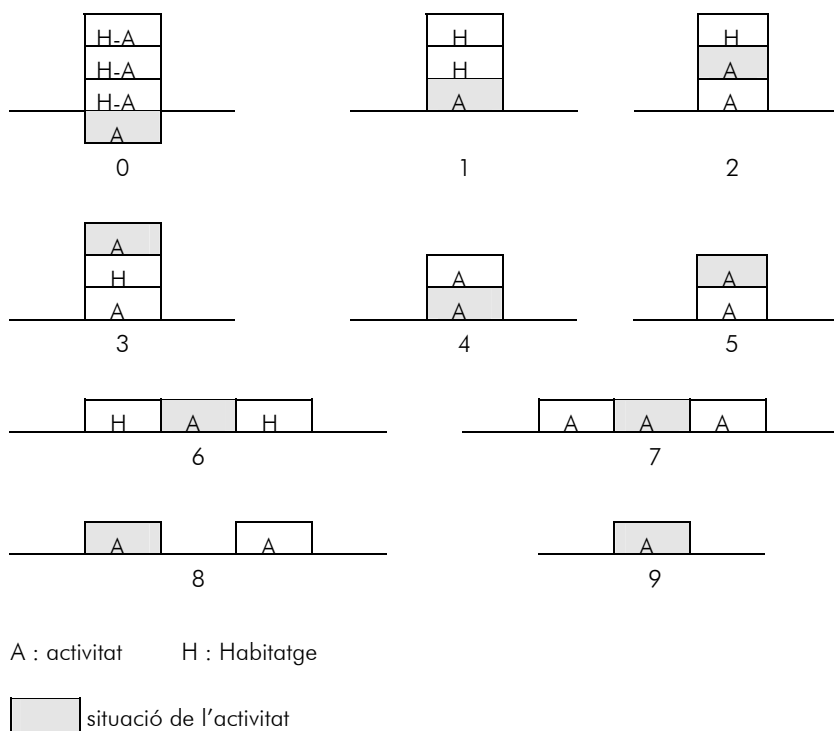 H-A H H
H-A H A
H-A A A
A
0 1 2
A
H A A
A A A
3 4 5
H A H A A A
6 7
A A A
8 9
A : activitat H : Habitatge
situació de l'activitat